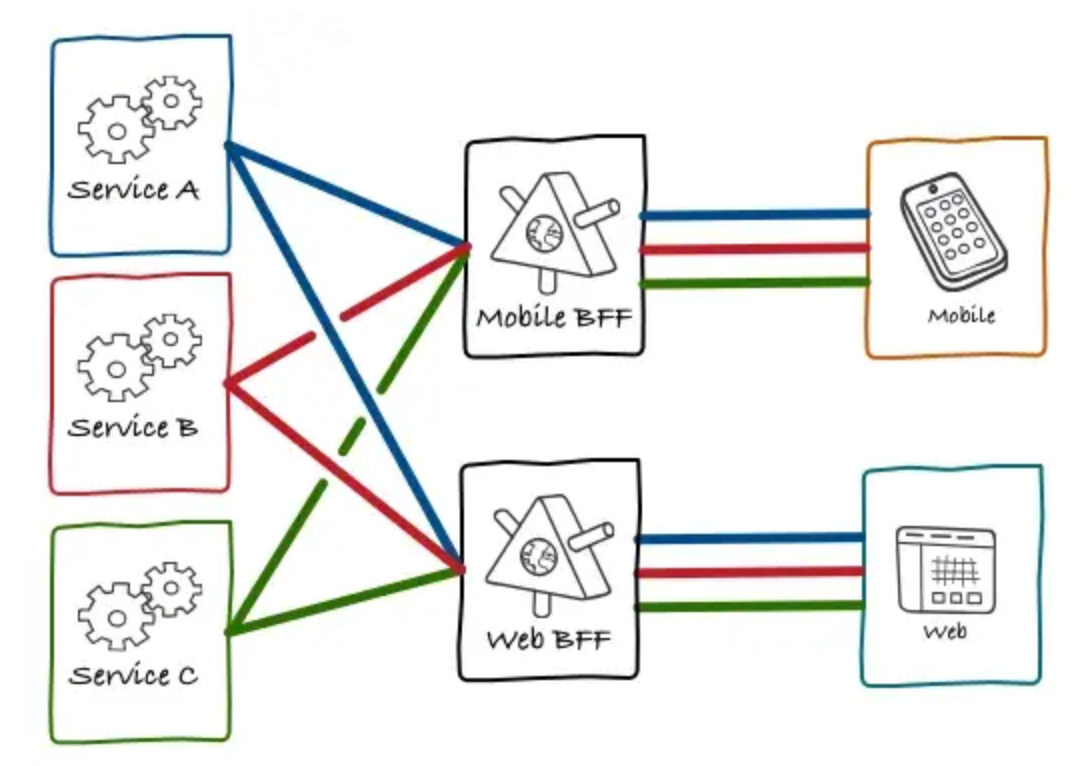 Service A
Mobile BFF
Mobile
Service B
Web BFF
Web
Service C